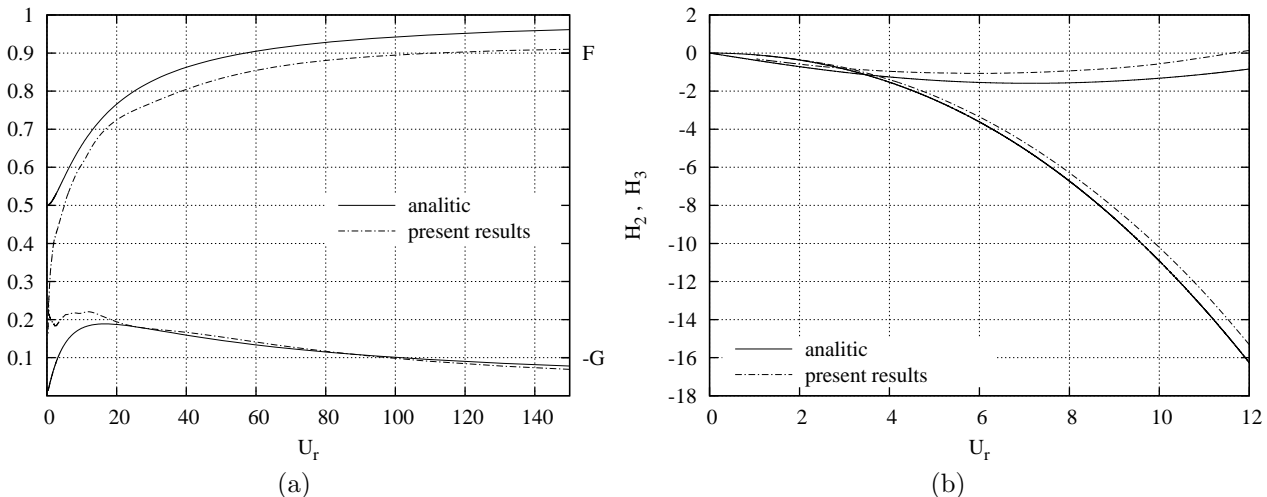 1
0.9
0.8
0.7
0.6
0.5
0.4
0.3
0.2
0.1
F
-G
analitic
present results
0 20 40 60 80 100 120 140
U_r
(a)
2
0
-2
-4
-6
-8
-10
-12
-14
-16
-18
H_2 , H_3
analitic
present results
0 2 4 6 8 10 12
U_r
(b)